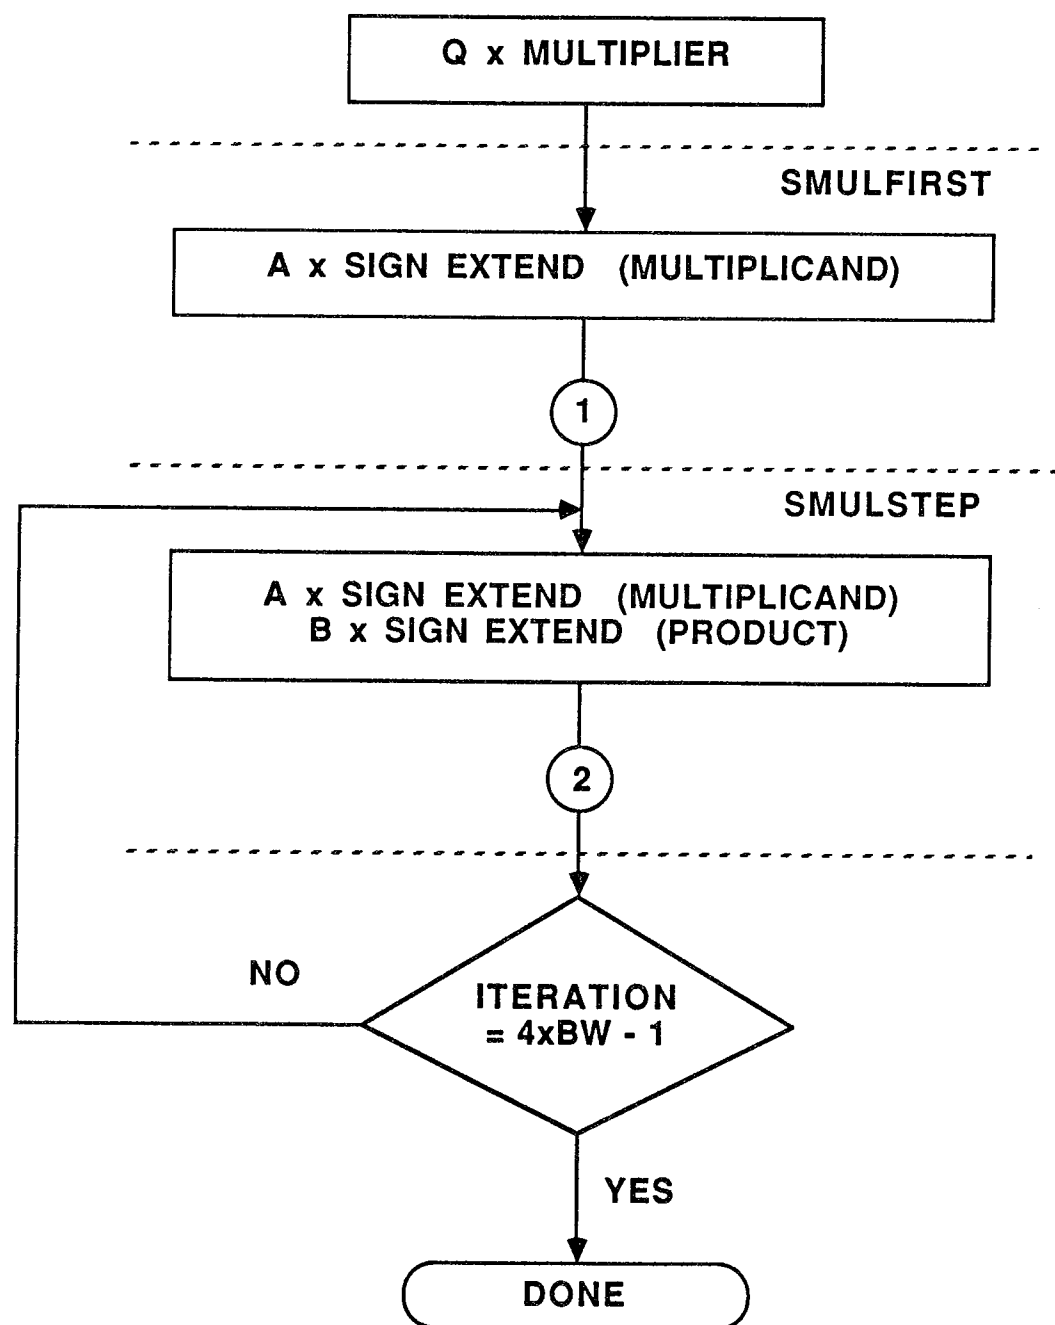 Q x MULTIPLIER
SMULFIRST
A x SIGN EXTEND (MULTIPLICAND)
1
SMULSTEP
A x SIGN EXTEND (MULTIPLICAND)
B x SIGN EXTEND (PRODUCT)
2
NO
ITERATION
= 4xBW - 1
YES
DONE